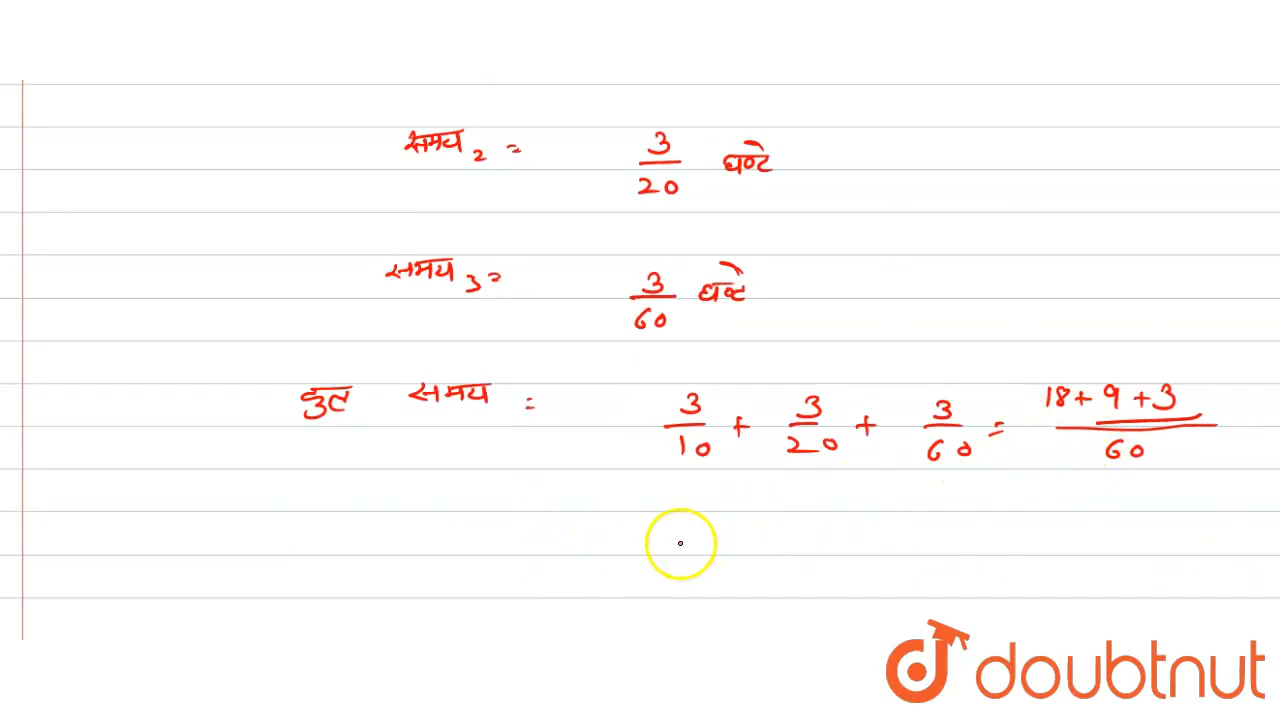 समय₂ = 3/20 घण्टे
समय₃ = 3/60 घण्टे
कुल समय = 3/10 + 3/20 + 3/60 = 18+9+3/60
doubtnut